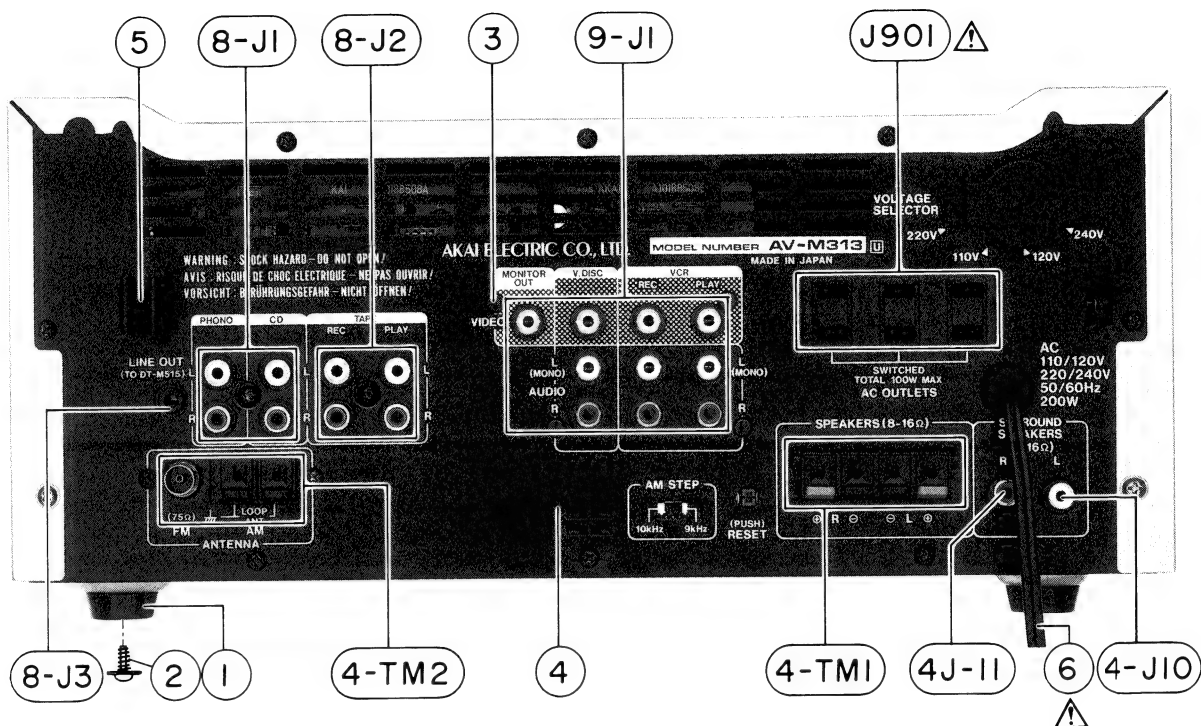 5
8-J1
8-J2
3
9-J1
J901
VOLTAGE
SELECTOR
220V
240V
110V
120V
AKAI ELECTRIC CO., LTD.
MODEL NUMBER AV-M313 U
MADE IN JAPAN
WARNING : SHOCK HAZARD – DO NOT OPEN!
AVIS : RISQUE DE CHOC ELECTRIQUE – NE PAS OUVRIR!
VORSICHT : BERÜHRUNGSGEFAHR – NICHT ÖFFNEN!
MONITOR
OUT
V.DISC
VCR
REC
PLAY
VIDEO
PHONO
CD
TAPE
REC
PLAY
LINE OUT
(TO DT-M515)
L
L
L
R
R
R
L
(MONO)
L
(MONO)
AUDIO
R
R
SWITCHED
TOTAL 100W MAX
AC OUTLETS
AC
110/120V
220/240V
50/60Hz
200W
SPEAKERS (8-16Ω)
SURROUND
SPEAKERS
16Ω)
R
L
(75Ω)
FM
LOOP
ANT
AM
ANTENNA
AM STEP
10kHz
9kHz
(PUSH)
RESET
⊕ R ⊖
⊖ L ⊕
8-J3
2
1
4-TM2
4
4-TM1
4J-11
6
4-J10